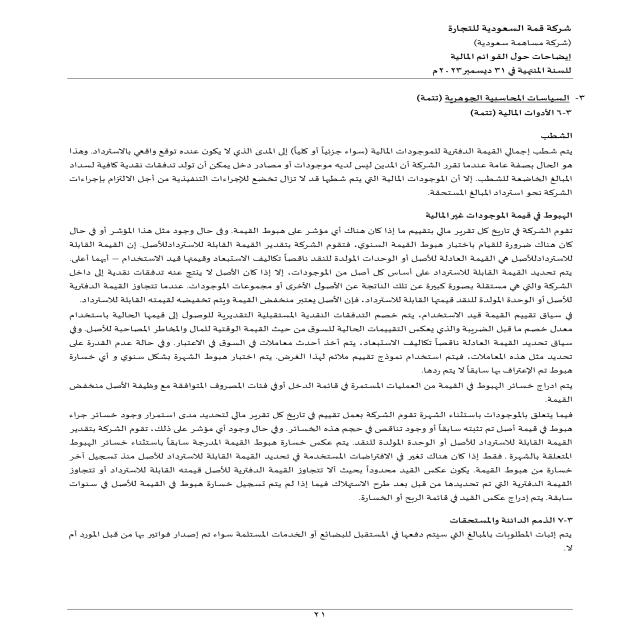 شركة قمة السعودية للتجارة
(شركة مساهمة سعودية)
إيضاحات حول القوائم المالية
للسنة المنتهية في ٣١ ديسمبر٢٠٢٣م
٣- السياسات المحاسبية الجوهرية (تتمة)
٣-٦ الأدوات المالية (تتمة)
الشطب
يتم شطب إجمالي القيمة الدفترية للموجودات المالية (سواء جزئياً أو كلياً) إلى المدى الذي لا يكون عنده توقع واقعي بالاسترداد. وهذا
هو الحال بصفة عامة عندما تقرر الشركة أن المدين ليس لديه موجودات أو مصادر دخل يمكن أن تولد تدفقات نقدية كافية لسداد
المبالغ الخاضعة للشطب. إلا أن الموجودات المالية التي يتم شطبها قد لا تزال تخضع للإجراءات التنفيذية من أجل الالتزام بإجراءات
الشركة نحو استرداد المبالغ المستحقة.
الهبوط في قيمة الموجودات غير المالية
تقوم الشركة في تاريخ كل تقرير مالي بتقييم ما إذا كان هناك أي مؤشر على هبوط القيمة. وفي حال وجود مثل هذا المؤشر أو في حال
كان هناك ضرورة للقيام باختبار هبوط القيمة السنوي، فتقوم الشركة بتقدير القيمة القابلة للاستردادللأصل. إن القيمة القابلة
للاستردادللأصل هي القيمة العادلة للأصل أو الوحدات المولدة للنقد ناقصاً تكاليف الاستبعاد وقيمتها قيد الاستخدام – أيهما أعلى.
يتم تحديد القيمة القابلة للاسترداد على أساس كل أصل من الموجودات، إلا إذا كان الأصل لا ينتج عنه تدفقات نقدية إلى داخل
الشركة والتي هي مستقلة بصورة كبيرة عن تلك الناتجة عن الأصول الأخرى أو مجموعات الموجودات. عندما تتجاوز القيمة الدفترية
للأصل أو الوحدة المولدة للنقد قيمتها القابلة للاسترداد، فإن الأصل يعتبر منخفض القيمة ويتم تخفيضه لقيمته القابلة للاسترداد.
في سياق تقييم القيمة قيد الاستخدام، يتم خصم التدفقات النقدية المستقبلية التقديرية للوصول إلى قيمها الحالية باستخدام
معدل خصم ما قبل الضريبة والذي يعكس التقييمات الحالية للسوق من حيث القيمة الوقتية للمال والمخاطر المصاحبة للأصل. وفي
سياق تحديد القيمة العادلة ناقصاً تكاليف الاستبعاد، يتم أخذ أحدث معاملات في السوق في الاعتبار. وفي حالة عدم القدرة على
تحديد مثل هذه المعاملات، فيتم استخدام نموذج تقييم ملائم لهذا الغرض. يتم اختبار هبوط الشهرة بشكل سنوي و أي خسارة
هبوط تم الإعتراف بها سابقاً لا يتم ردها.
يتم ادراج خسائر الهبوط في القيمة من العمليات المستمرة في قائمة الدخل أوفي فئات المصروف المتوافقة مع وظيفة الأصل منخفض
القيمة.
فيما يتعلق بالموجودات باستثناء الشهرة تقوم الشركة بعمل تقييم في تاريخ كل تقرير مالي لتحديد مدى استمرار وجود خسائر جراء
هبوط في قيمة أصل تم تثبته سابقاً أو وجود تناقص في حجم هذه الخسائر. وفي حال وجود أي مؤشر على ذلك، تقوم الشركة بتقدير
القيمة القابلة للاسترداد للأصل أو الوحدة المولدة للنقد. يتم عكس خسارة هبوط القيمة المدرجة سابقاً باستثناء خسائر الهبوط
المتعلقة بالشهرة . فقط إذا كان هناك تغير في الافتراضات المستخدمة في تحديد القيمة القابلة للاسترداد للأصل منذ تسجيل آخر
خسارة من هبوط القيمة. يكون عكس القيد محدوداً بحيث ألا تتجاوز القيمة الدفترية للأصل قيمته القابلة للاسترداد أو تتجاوز
القيمة الدفترية التي تم تحديدها من قبل بعد طرح الاستهلاك فيما إذا لم يتم تسجيل خسارة هبوط في القيمة للأصل في سنوات
سابقة. يتم إدراج عكس القيد في قائمة الربح أو الخسارة.
٣-٧ الذمم الدائنة والمستحقات
يتم إثبات المطلوبات بالمبالغ التي سيتم دفعها في المستقبل للبضائع أو الخدمات المستلمة سواء تم إصدار فواتير بها من قبل المورد أم
لا.
٢١